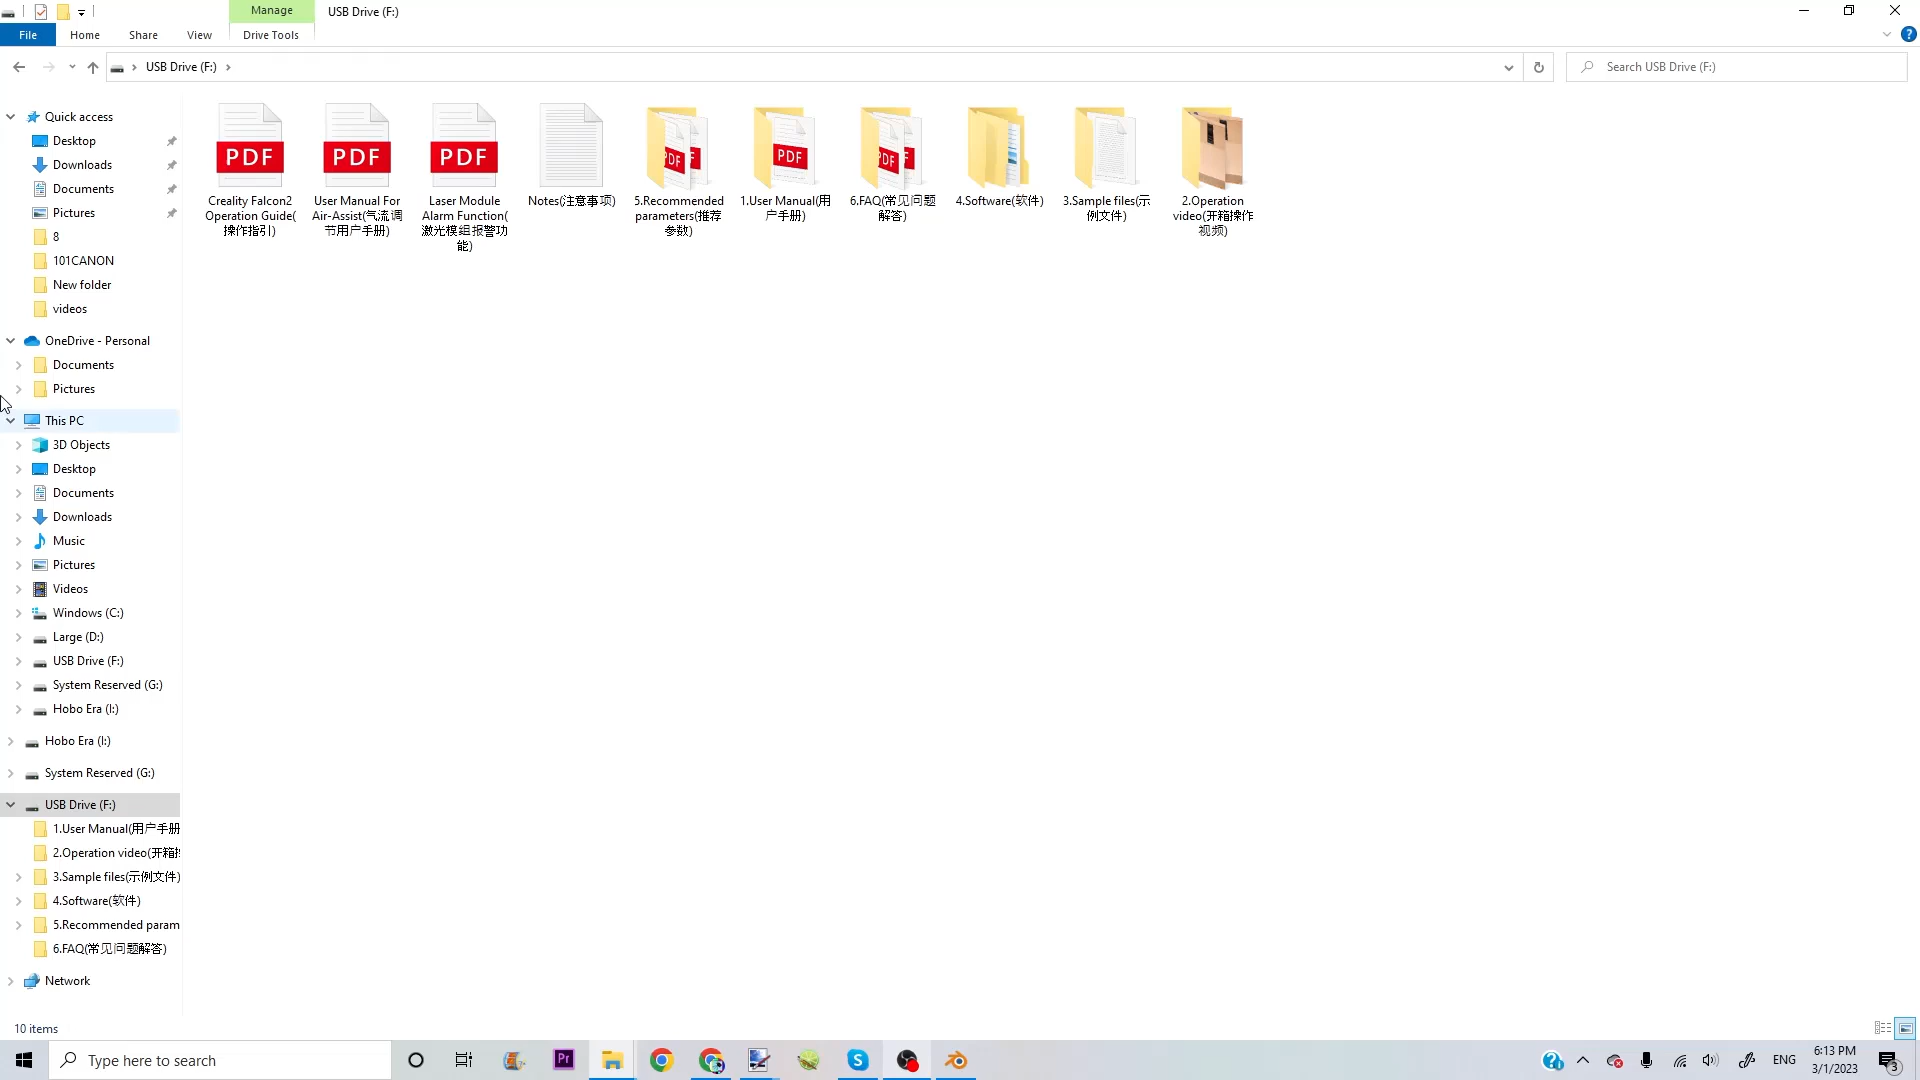 Manage
USB Drive (F:)
File
Home
Share
View
Drive Tools
USB Drive (F:)
Search USB Drive (F:)
Quick access
Desktop
Downloads
Documents
Pictures
8
101CANON
New folder
videos
OneDrive - Personal
Documents
Pictures
This PC
3D Objects
Desktop
Documents
Downloads
Music
Pictures
Videos
Windows (C:)
Large (D:)
USB Drive (F:)
System Reserved (G:)
Hobo Era (I:)
Hobo Era (I:)
System Reserved (G:)
USB Drive (F:)
1.User Manual(用户手册
2.Operation video(开箱
3.Sample files(示例文件)
4.Software(软件)
5.Recommended param
6.FAQ(常见问题解答)
Network
PDF
Creality Falcon2
Operation Guide(
操作指引)
PDF
User Manual For
Air-Assist(气流调
节用户手册)
PDF
Laser Module
Alarm Function(
激光模组报警功
能)
Notes(注意事项)
PDF
5.Recommended
parameters(推荐
参数)
PDF
1.User Manual(用
户手册)
PDF
6.FAQ(常见问题
解答)
4.Software(软件)
3.Sample files(示
例文件)
2.Operation
video(开箱操作
视频)
10 items
Type here to search
Pr
ENG
6:13 PM
3/1/2023
3